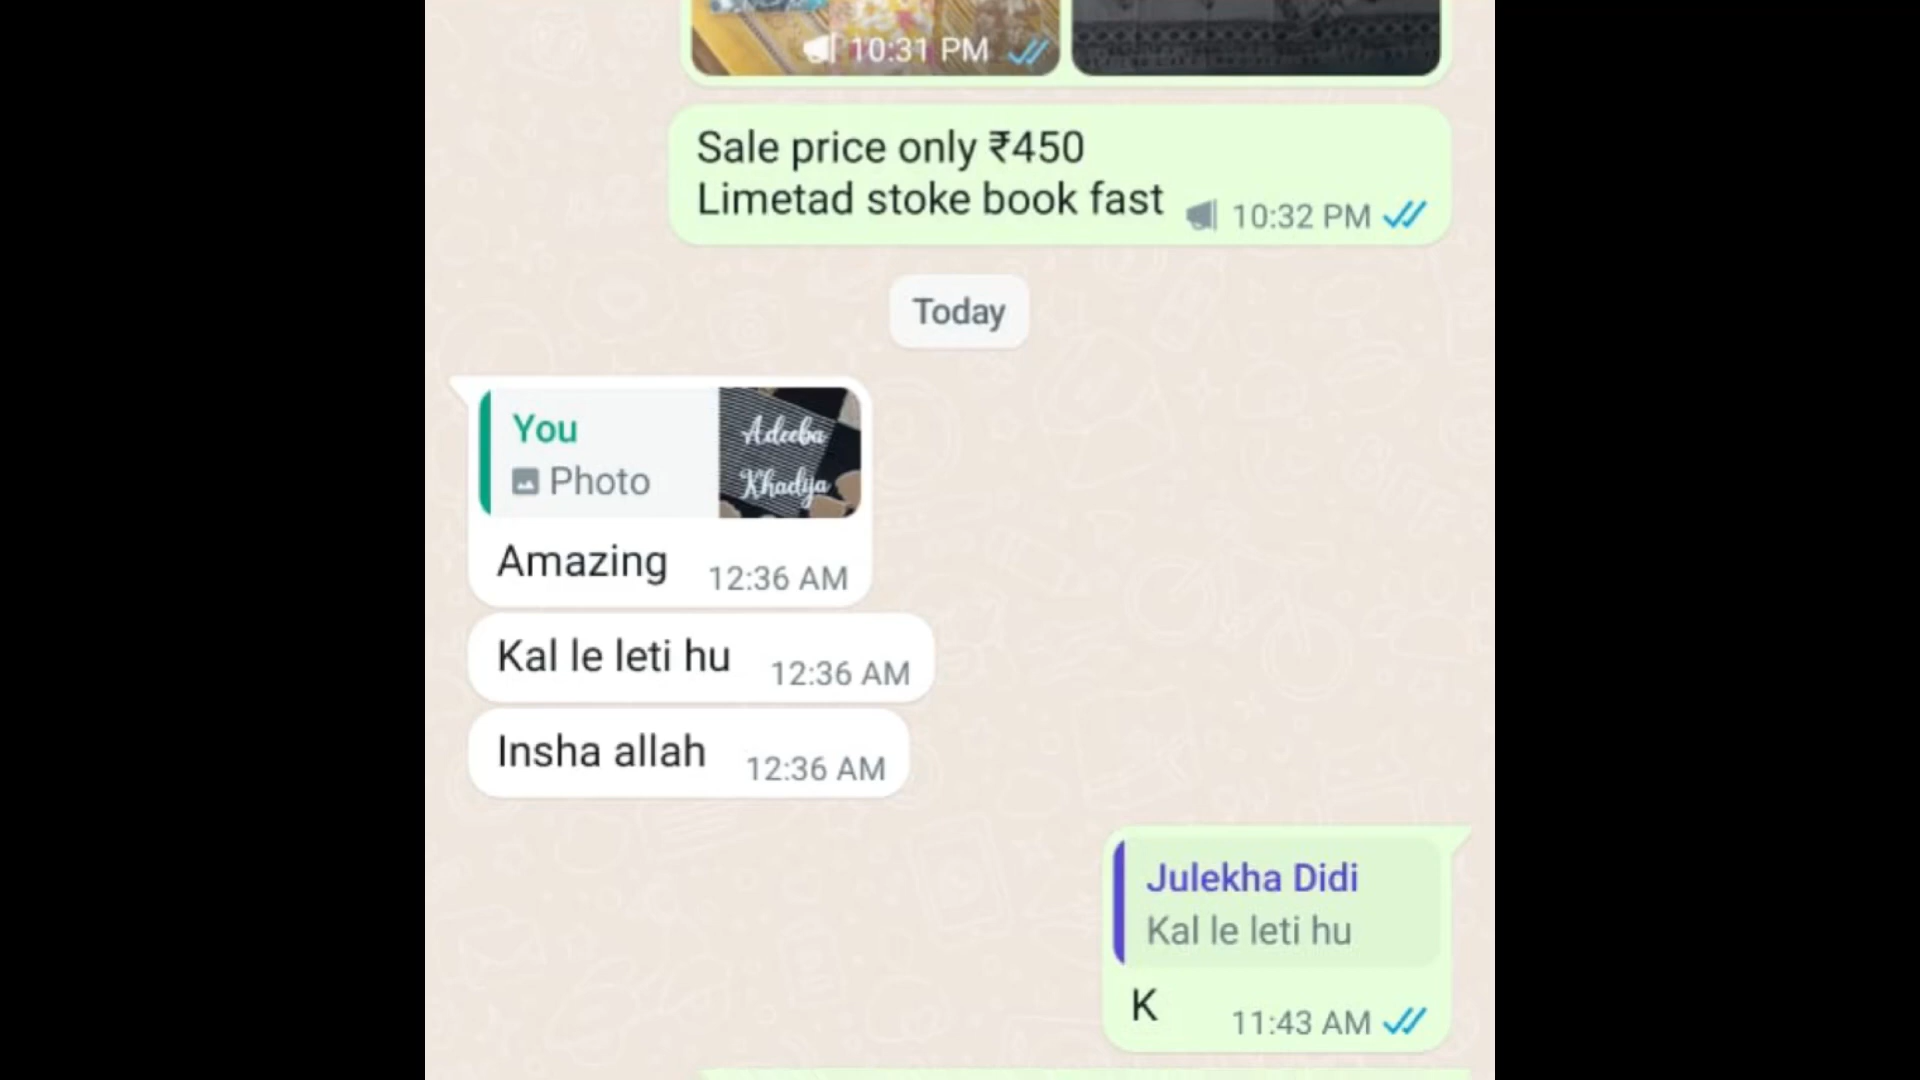 10:31 PM
Sale price only ₹450
Limetad stoke book fast 10:32 PM
Today
You
Photo
Adeeba
Khadija
Amazing 12:36 AM
Kal le leti hu 12:36 AM
Insha allah 12:36 AM
Julekha Didi
Kal le leti hu
K 11:43 AM